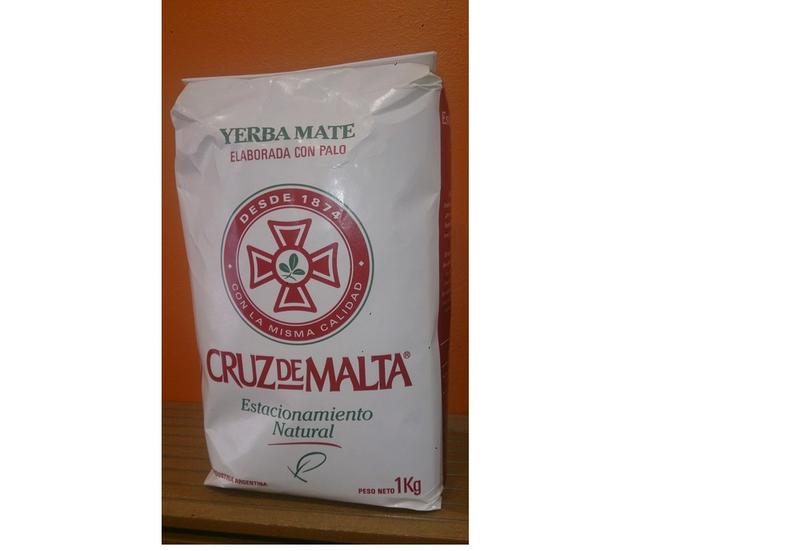 YERBA MATE
ELABORADA CON PALO
DESDE 1874
CON LA MISMA CALIDAD
CRUZ DE MALTA®
Estacionamiento
Natural
ARGENTINA
PESO NETO 1Kg